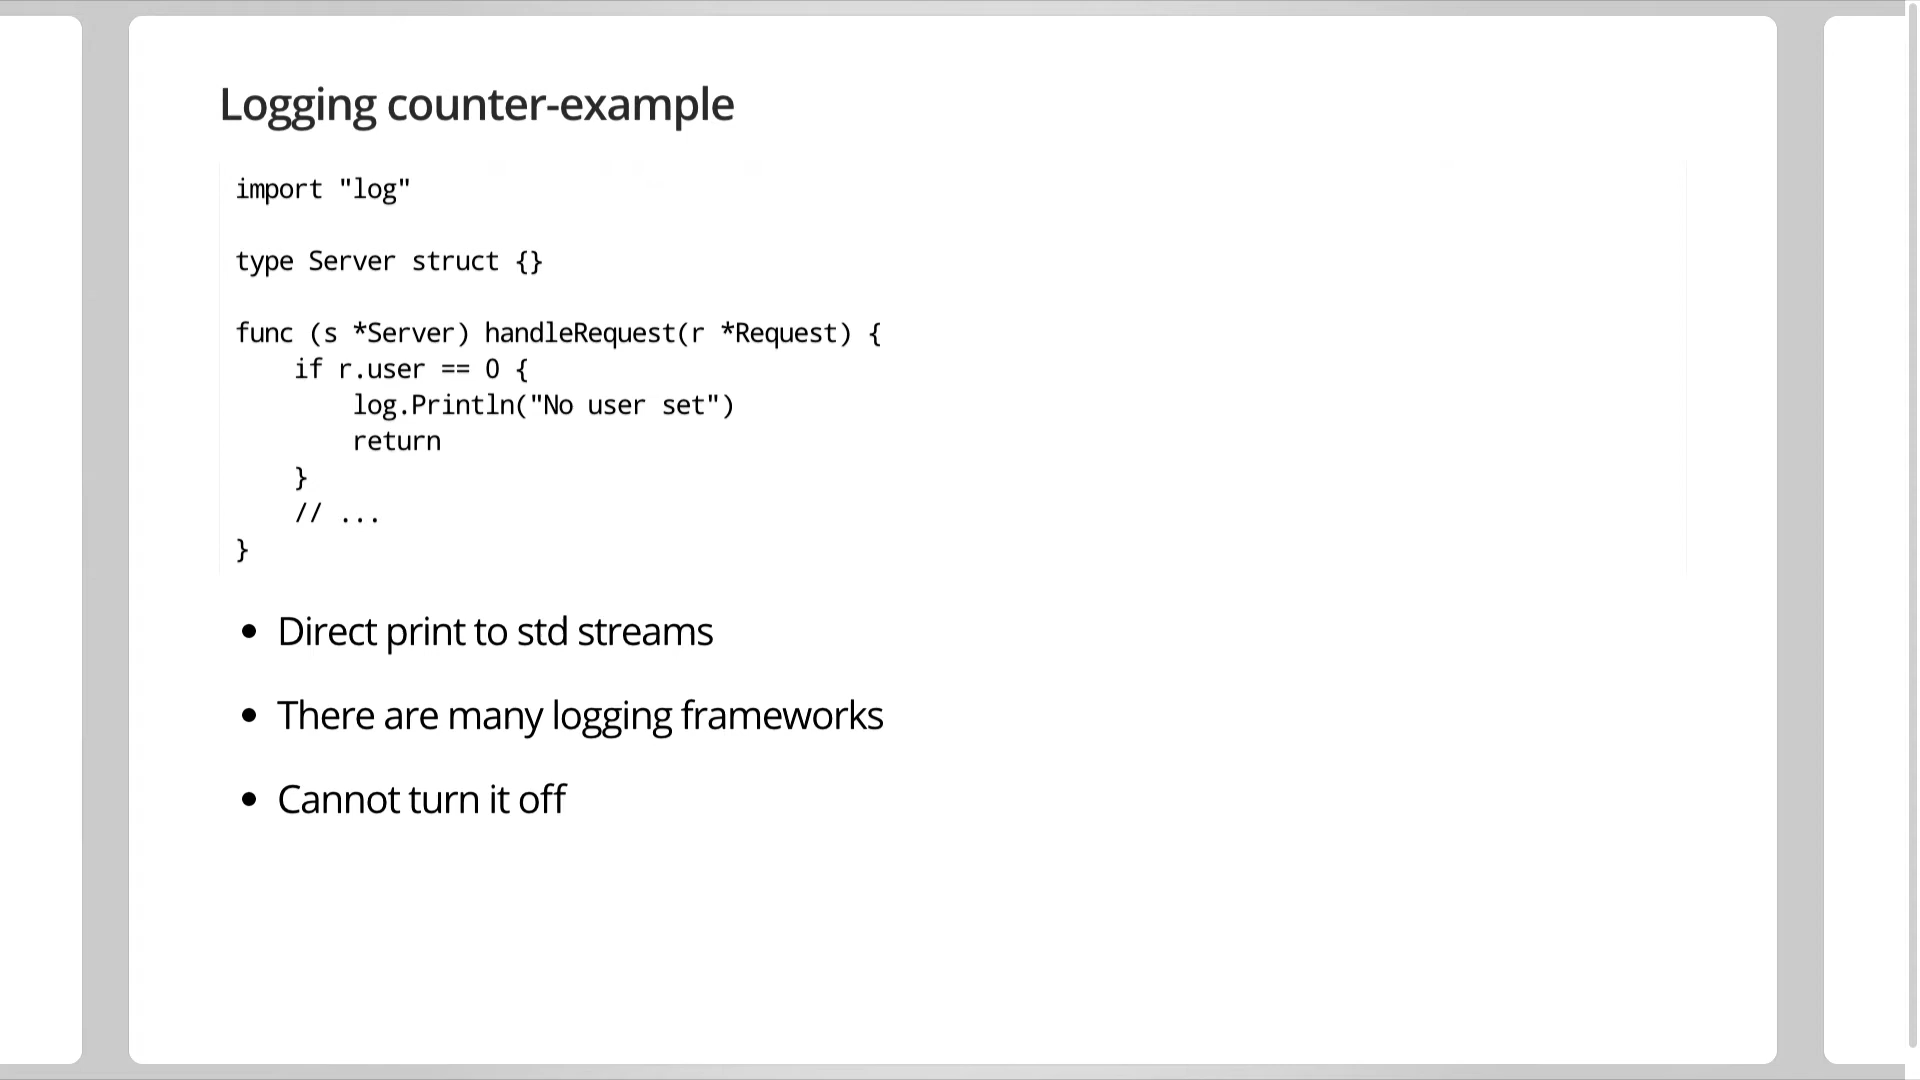 Logging counter-example
import "log"
type Server struct {}
func (s *Server) handleRequest(r *Request) {
    if r.user == 0 {
        log.Println("No user set")
        return
    }
    // ...
}
• Direct print to std streams
• There are many logging frameworks
• Cannot turn it off